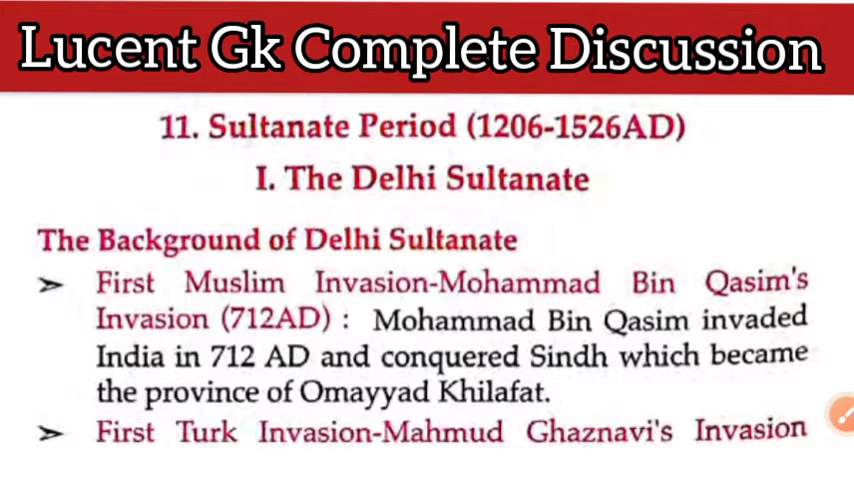 Lucent Gk Complete Discussion
11. Sultanate Period (1206-1526AD)
I. The Delhi Sultanate
The Background of Delhi Sultanate
➢ First Muslim Invasion-Mohammad Bin Qasim's
Invasion (712AD) : Mohammad Bin Qasim invaded
India in 712 AD and conquered Sindh which became
the province of Omayyad Khilafat.
➢ First Turk Invasion-Mahmud Ghaznavi's Invasion